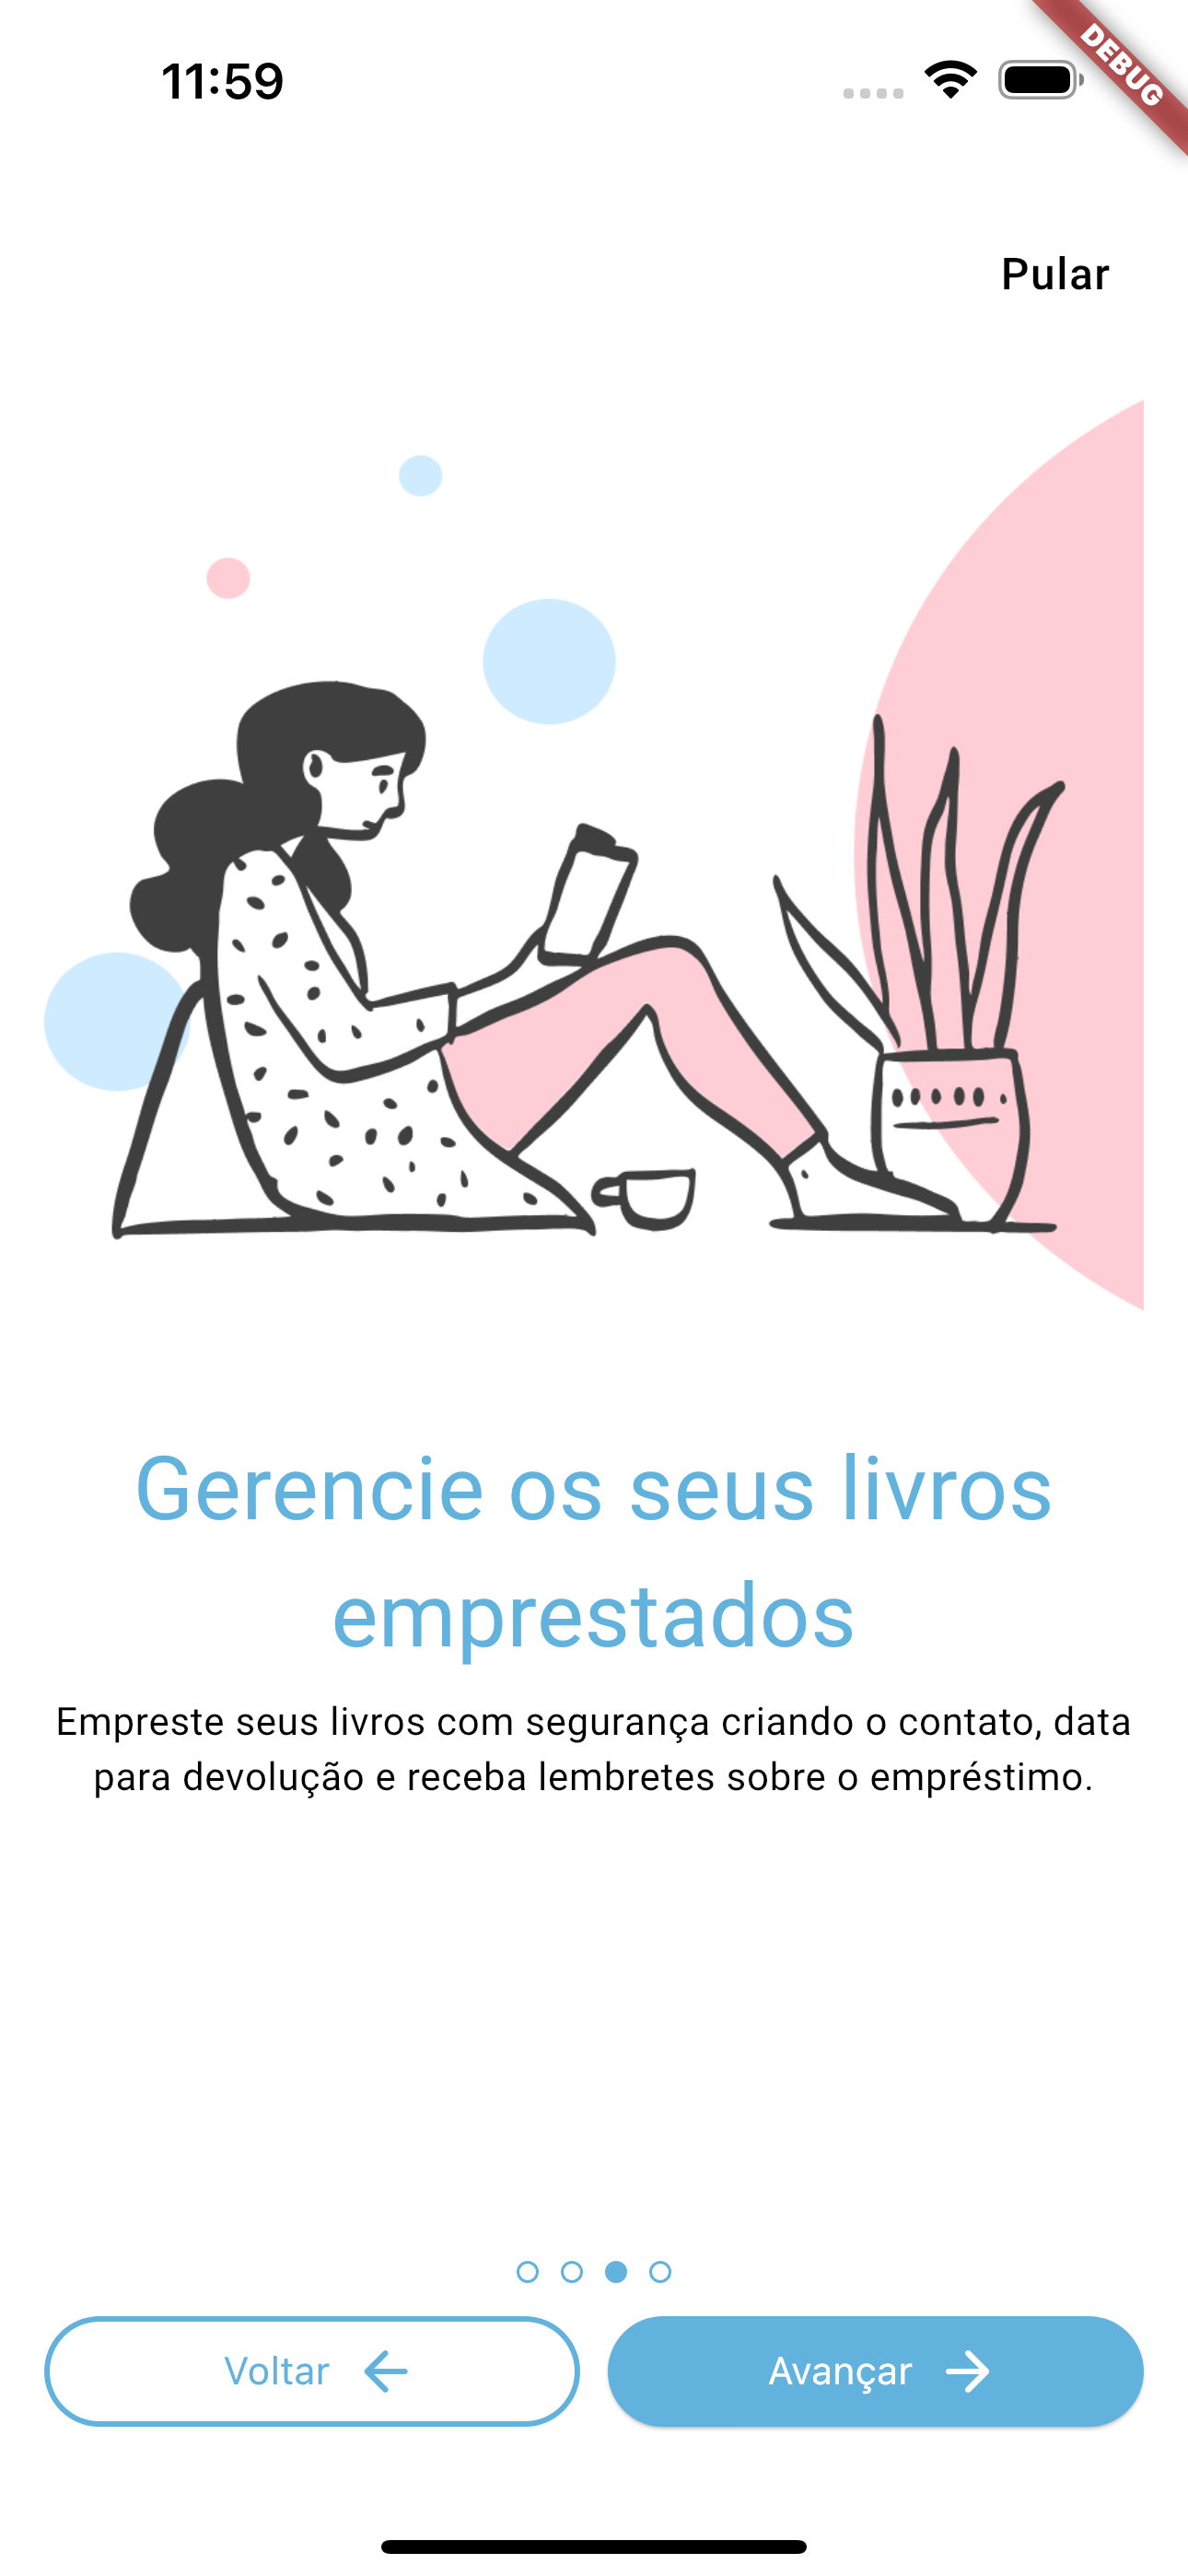 11:59
DEBUG
Pular
Gerencie os seus livros
emprestados
Empreste seus livros com segurança criando o contato, data
para devolução e receba lembretes sobre o empréstimo.
Voltar
Avançar